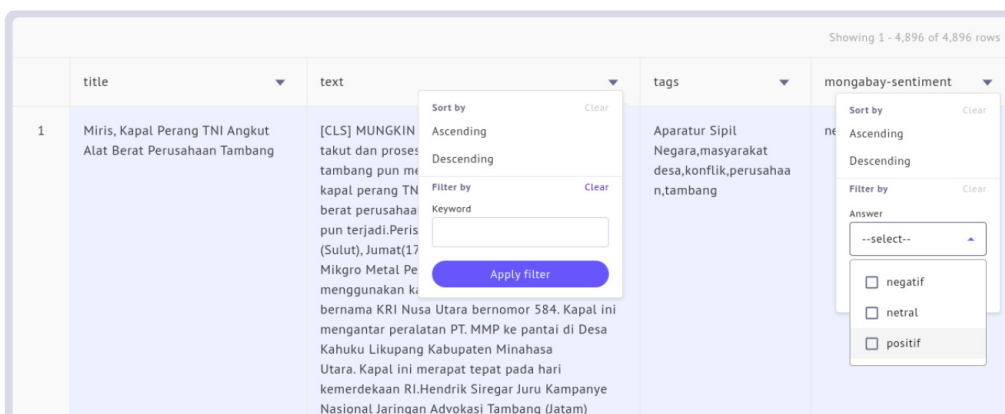 Showing 1 - 4,896 of 4,896 rows
title
text
tags
mongabay-sentiment
1
Miris, Kapal Perang TNI Angkut
Alat Berat Perusahaan Tambang
[CLS] MUNGKIN
takut dan proses
tambang pun me
kapal perang TN
berat perusahaa
pun terjadi.Peris
(Sulut), Jumat(17
Mikgro Metal Pe
menggunakan ka
bernama KRI Nusa Utara bernomor 584. Kapal ini
mengantar peralatan PT. MMP ke pantai di Desa
Kahuku Likupang Kabupaten Minahasa
Utara. Kapal ini merapat tepat pada hari
kemerdekaan RI.Hendrik Siregar Juru Kampanye
Nasional Jaringan Advokasi Tambang (Jatam)
Sort by
Clear
Ascending
Descending
Filter by
Clear
Keyword
Apply filter
Aparatur Sipil
Negara,masyarakat
desa,konflik,perusahaa
n,tambang
ne
Sort by
Clear
Ascending
Descending
Filter by
Clear
Answer
--select--
negatif
netral
positif